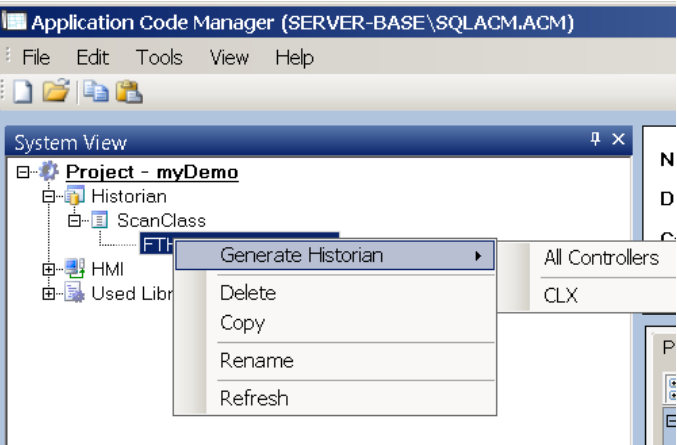 Application Code Manager (SERVER-BASE\SQLACM.ACM)
File Edit Tools View Help
System View
Project - myDemo
Historian
ScanClass
FTH
HMI
Used Libr
Generate Historian
Delete
Copy
Rename
Refresh
All Controllers
CLX
N
D
P